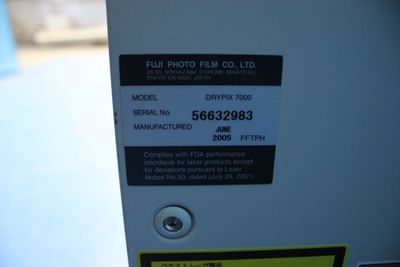 FUJI PHOTO FILM CO., LTD.
26-30, NISHIAZABU 2-CHOME, MINATO-KU,
TOKYO 106-8620, JAPAN
MODEL DRYPIX 7000
SERIAL No. 56632983
MANUFACTURED JUNE
2005 FFTPH
Complies with FDA performance
standards for laser products except
for deviations pursuant to Laser
Notice No.50, dated (July 26, 2001)